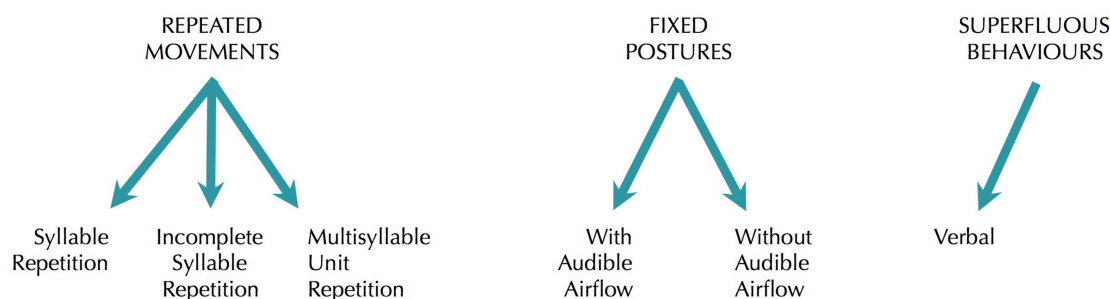 REPEATED
MOVEMENTS
FIXED
POSTURES
SUPERFLUOUS
BEHAVIOURS
Syllable
Repetition
Incomplete
Syllable
Repetition
Multisyllable
Unit
Repetition
With
Audible
Airflow
Without
Audible
Airflow
Verbal